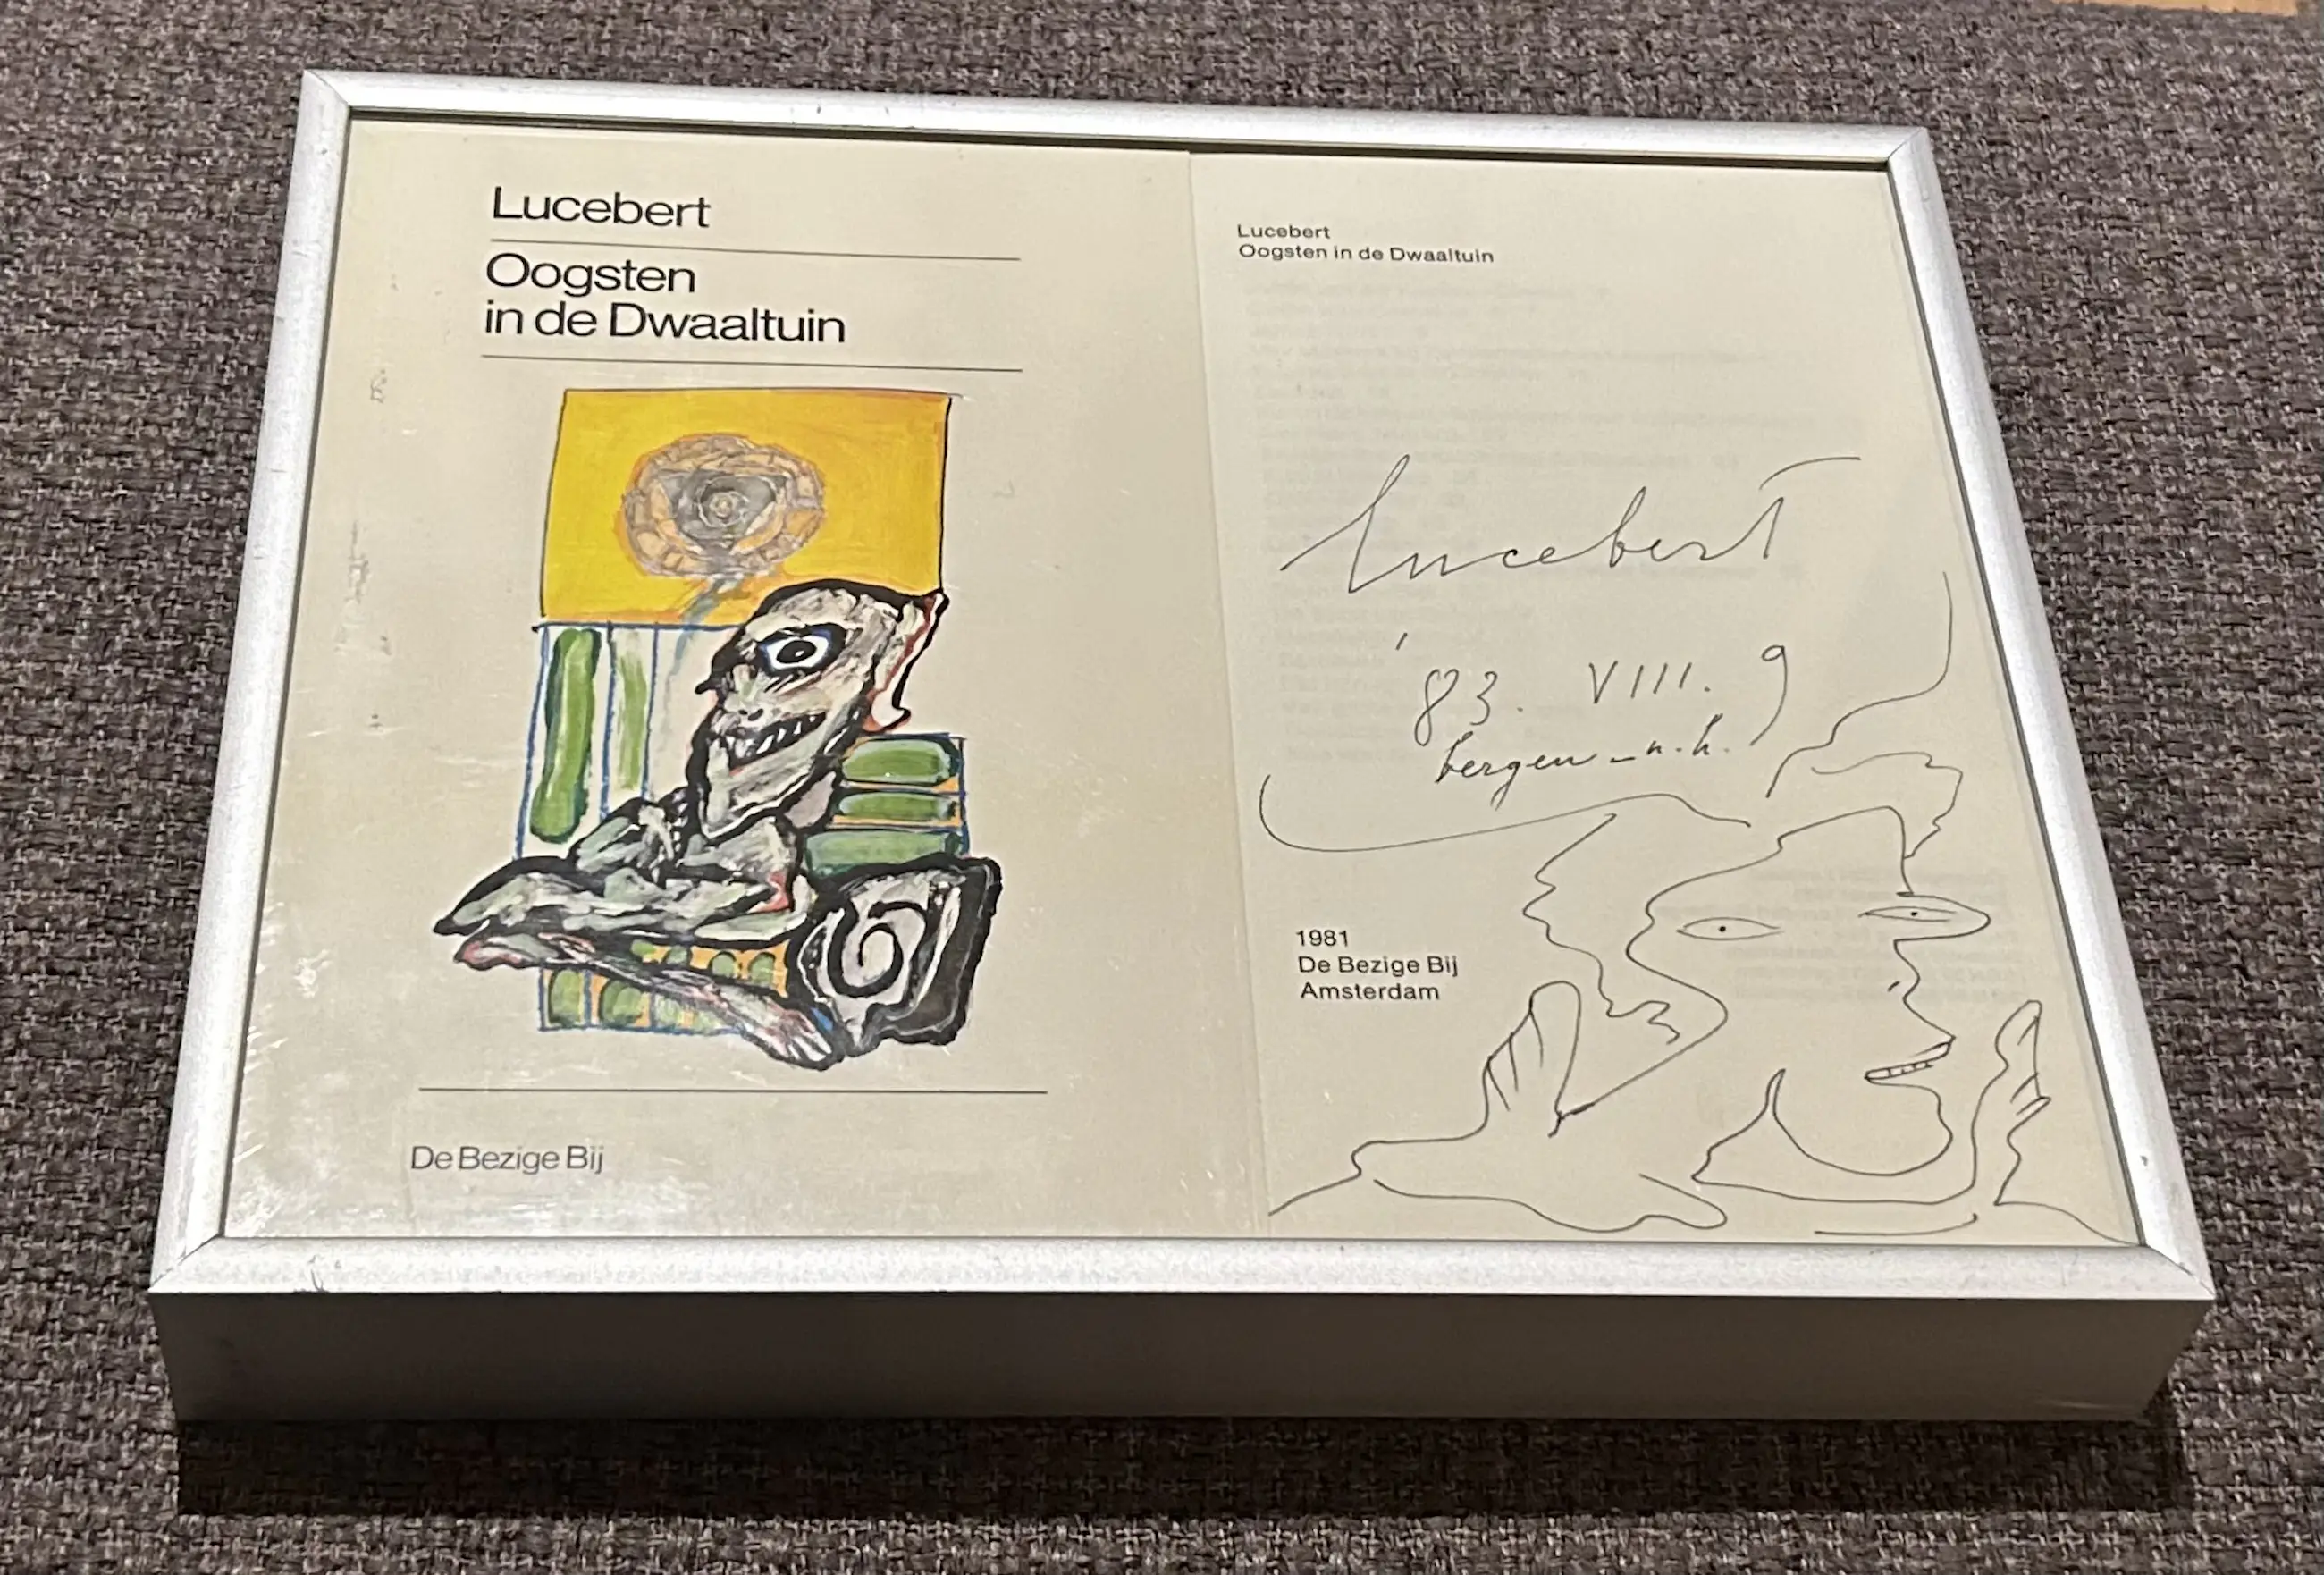 Lucebert
Oogsten
in de Dwaaltuin
De Bezige Bij
Lucebert
Oogsten in de Dwaaltuin
Lucebert
'83. VIII. 9
bergen - n.h.
1981
De Bezige Bij
Amsterdam